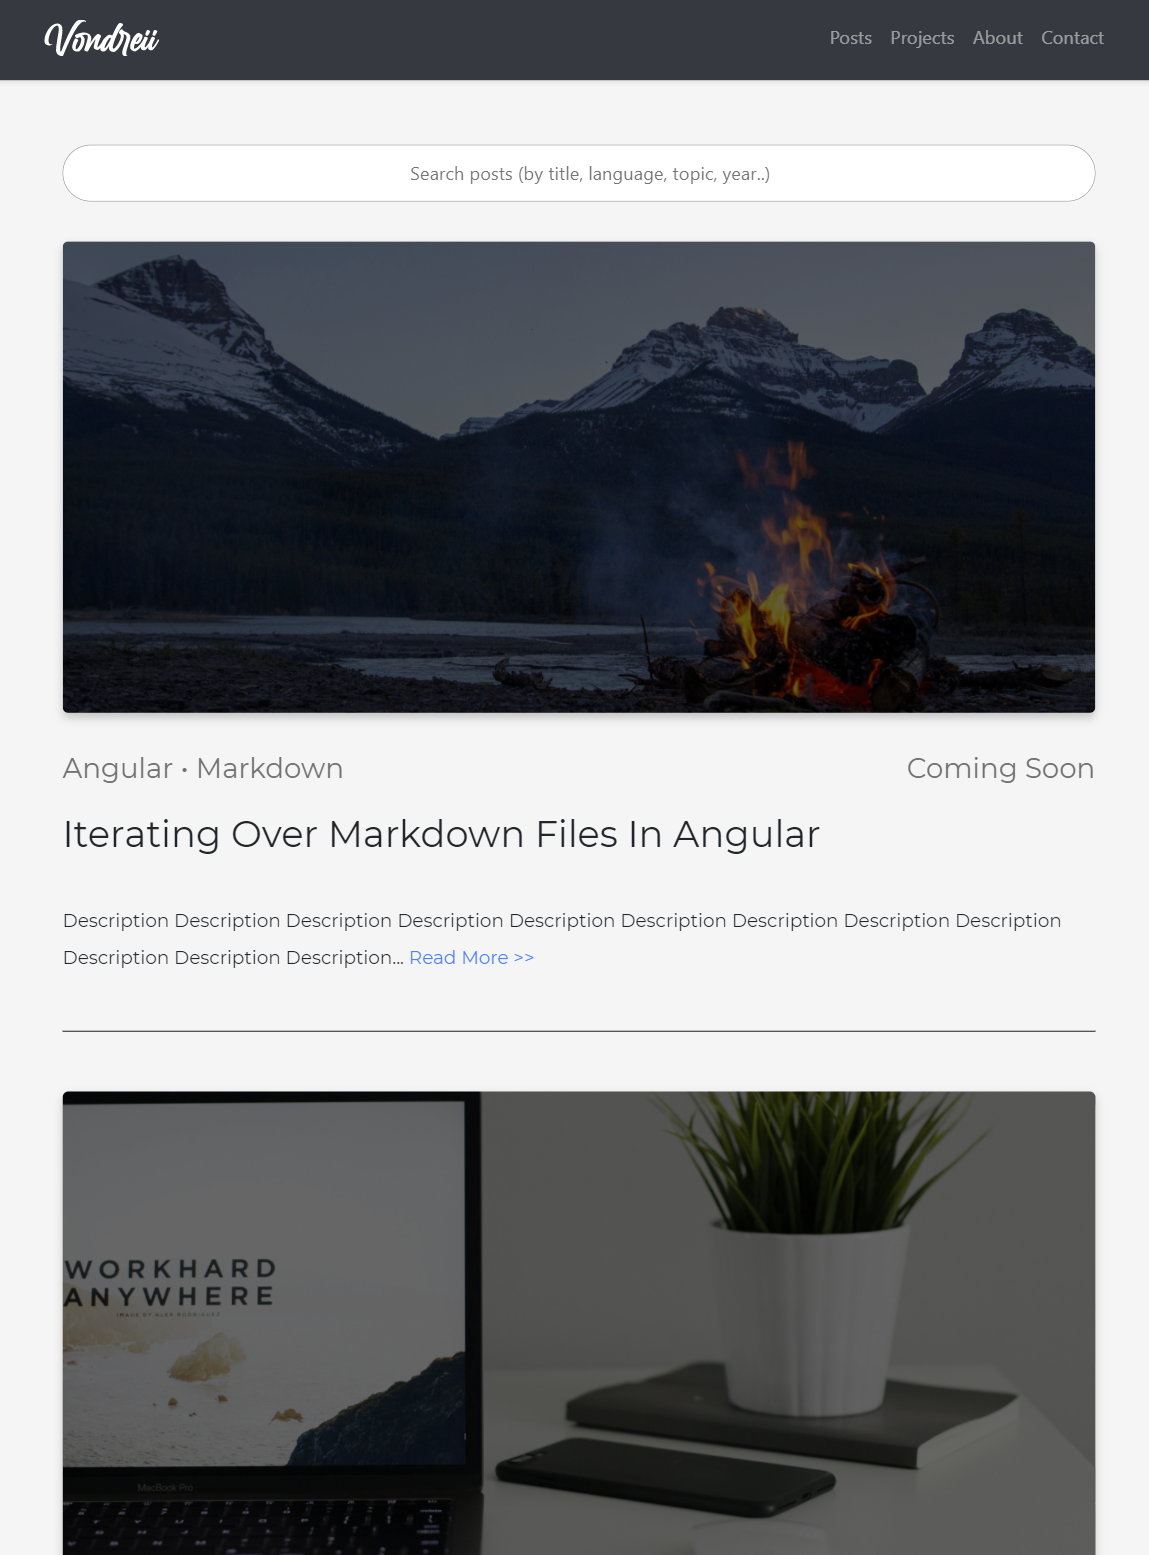 Vondreii
Posts Projects About Contact
Search posts (by title, language, topic, year..)
Angular • Markdown
Coming Soon
Iterating Over Markdown Files In Angular
Description Description Description Description Description Description Description Description Description
Description Description Description... Read More >>
WORKHARD
ANYWHERE
IMAGE BY ALEX RODRIGUEZ
MacBook Pro